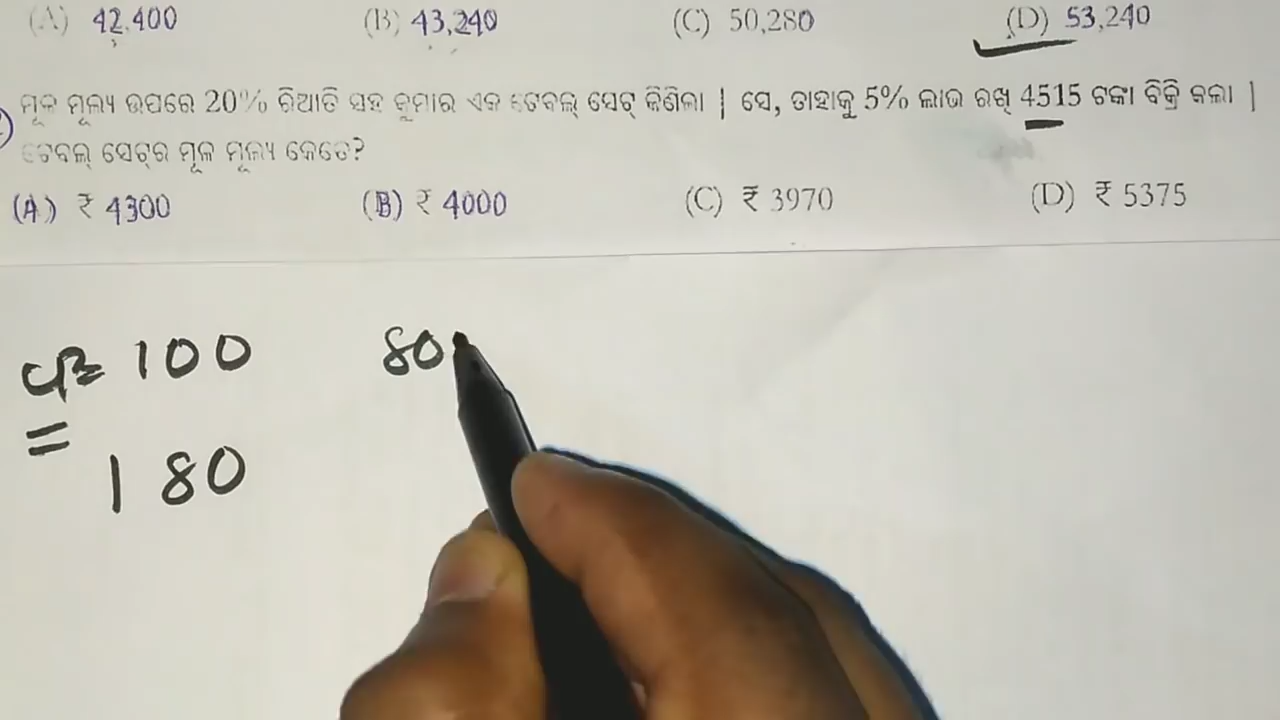 (A) 42,400 (B) 43,240 (C) 50,280 (D) 53,240
ମୂଳ ମୂଲ୍ୟ ଉପରେ 20% ରିଆତି ସହ କୁମାର ଏକ ଟେବଲ୍ ସେଟ୍ କିଣିଲା | ସେ, ତାହାକୁ 5% ଲାଭ ରଖି 4515 ଟଙ୍କା ବିକ୍ରି କଲା |
ଟେବଲ୍ ସେଟ୍‌ର ମୂଳ ମୂଲ୍ୟ କେତେ?
(A) ₹ 4300 (B) ₹ 4000 (C) ₹ 3970 (D) ₹ 5375
100 80
= 180